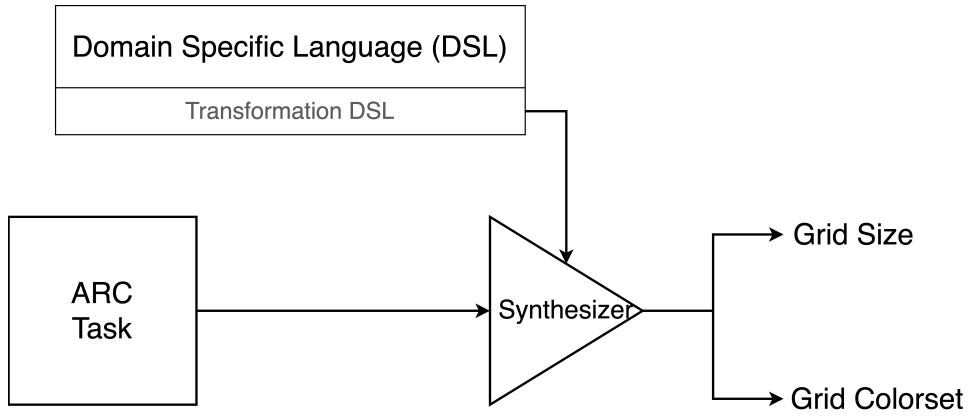 Domain Specific Language (DSL)
Transformation DSL
ARC
Task
Synthesizer
Grid Size
Grid Colorset